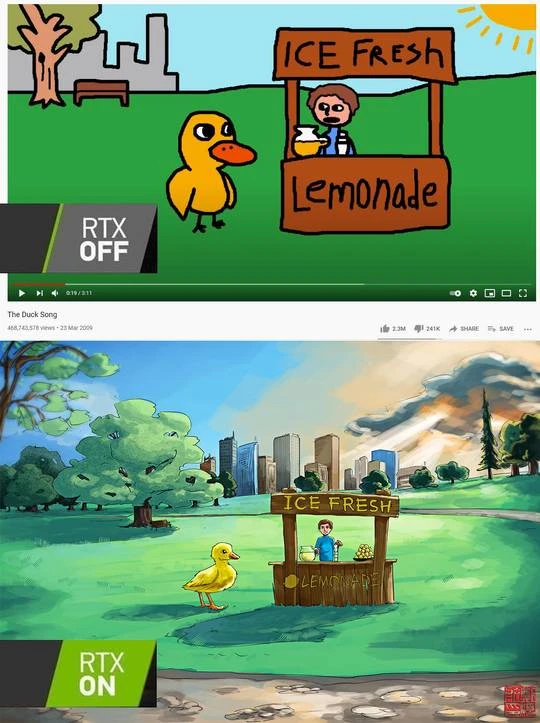 ICE FRESH
Lemonade
RTX
OFF
0:19 / 3:11
The Duck Song
468,743,578 views • 23 Mar 2009
2.3M
241K
SHARE
SAVE
ICE FRESH
LEMONADE
RTX
ON